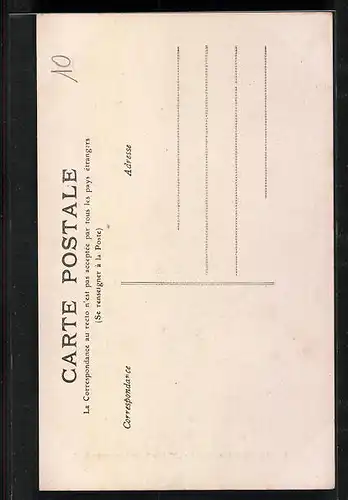 10
CARTE POSTALE
La Correspondance au recto n'est pas acceptée par tous les pays étrangers
(Se renseigner à la Poste)
Correspondance
Adresse